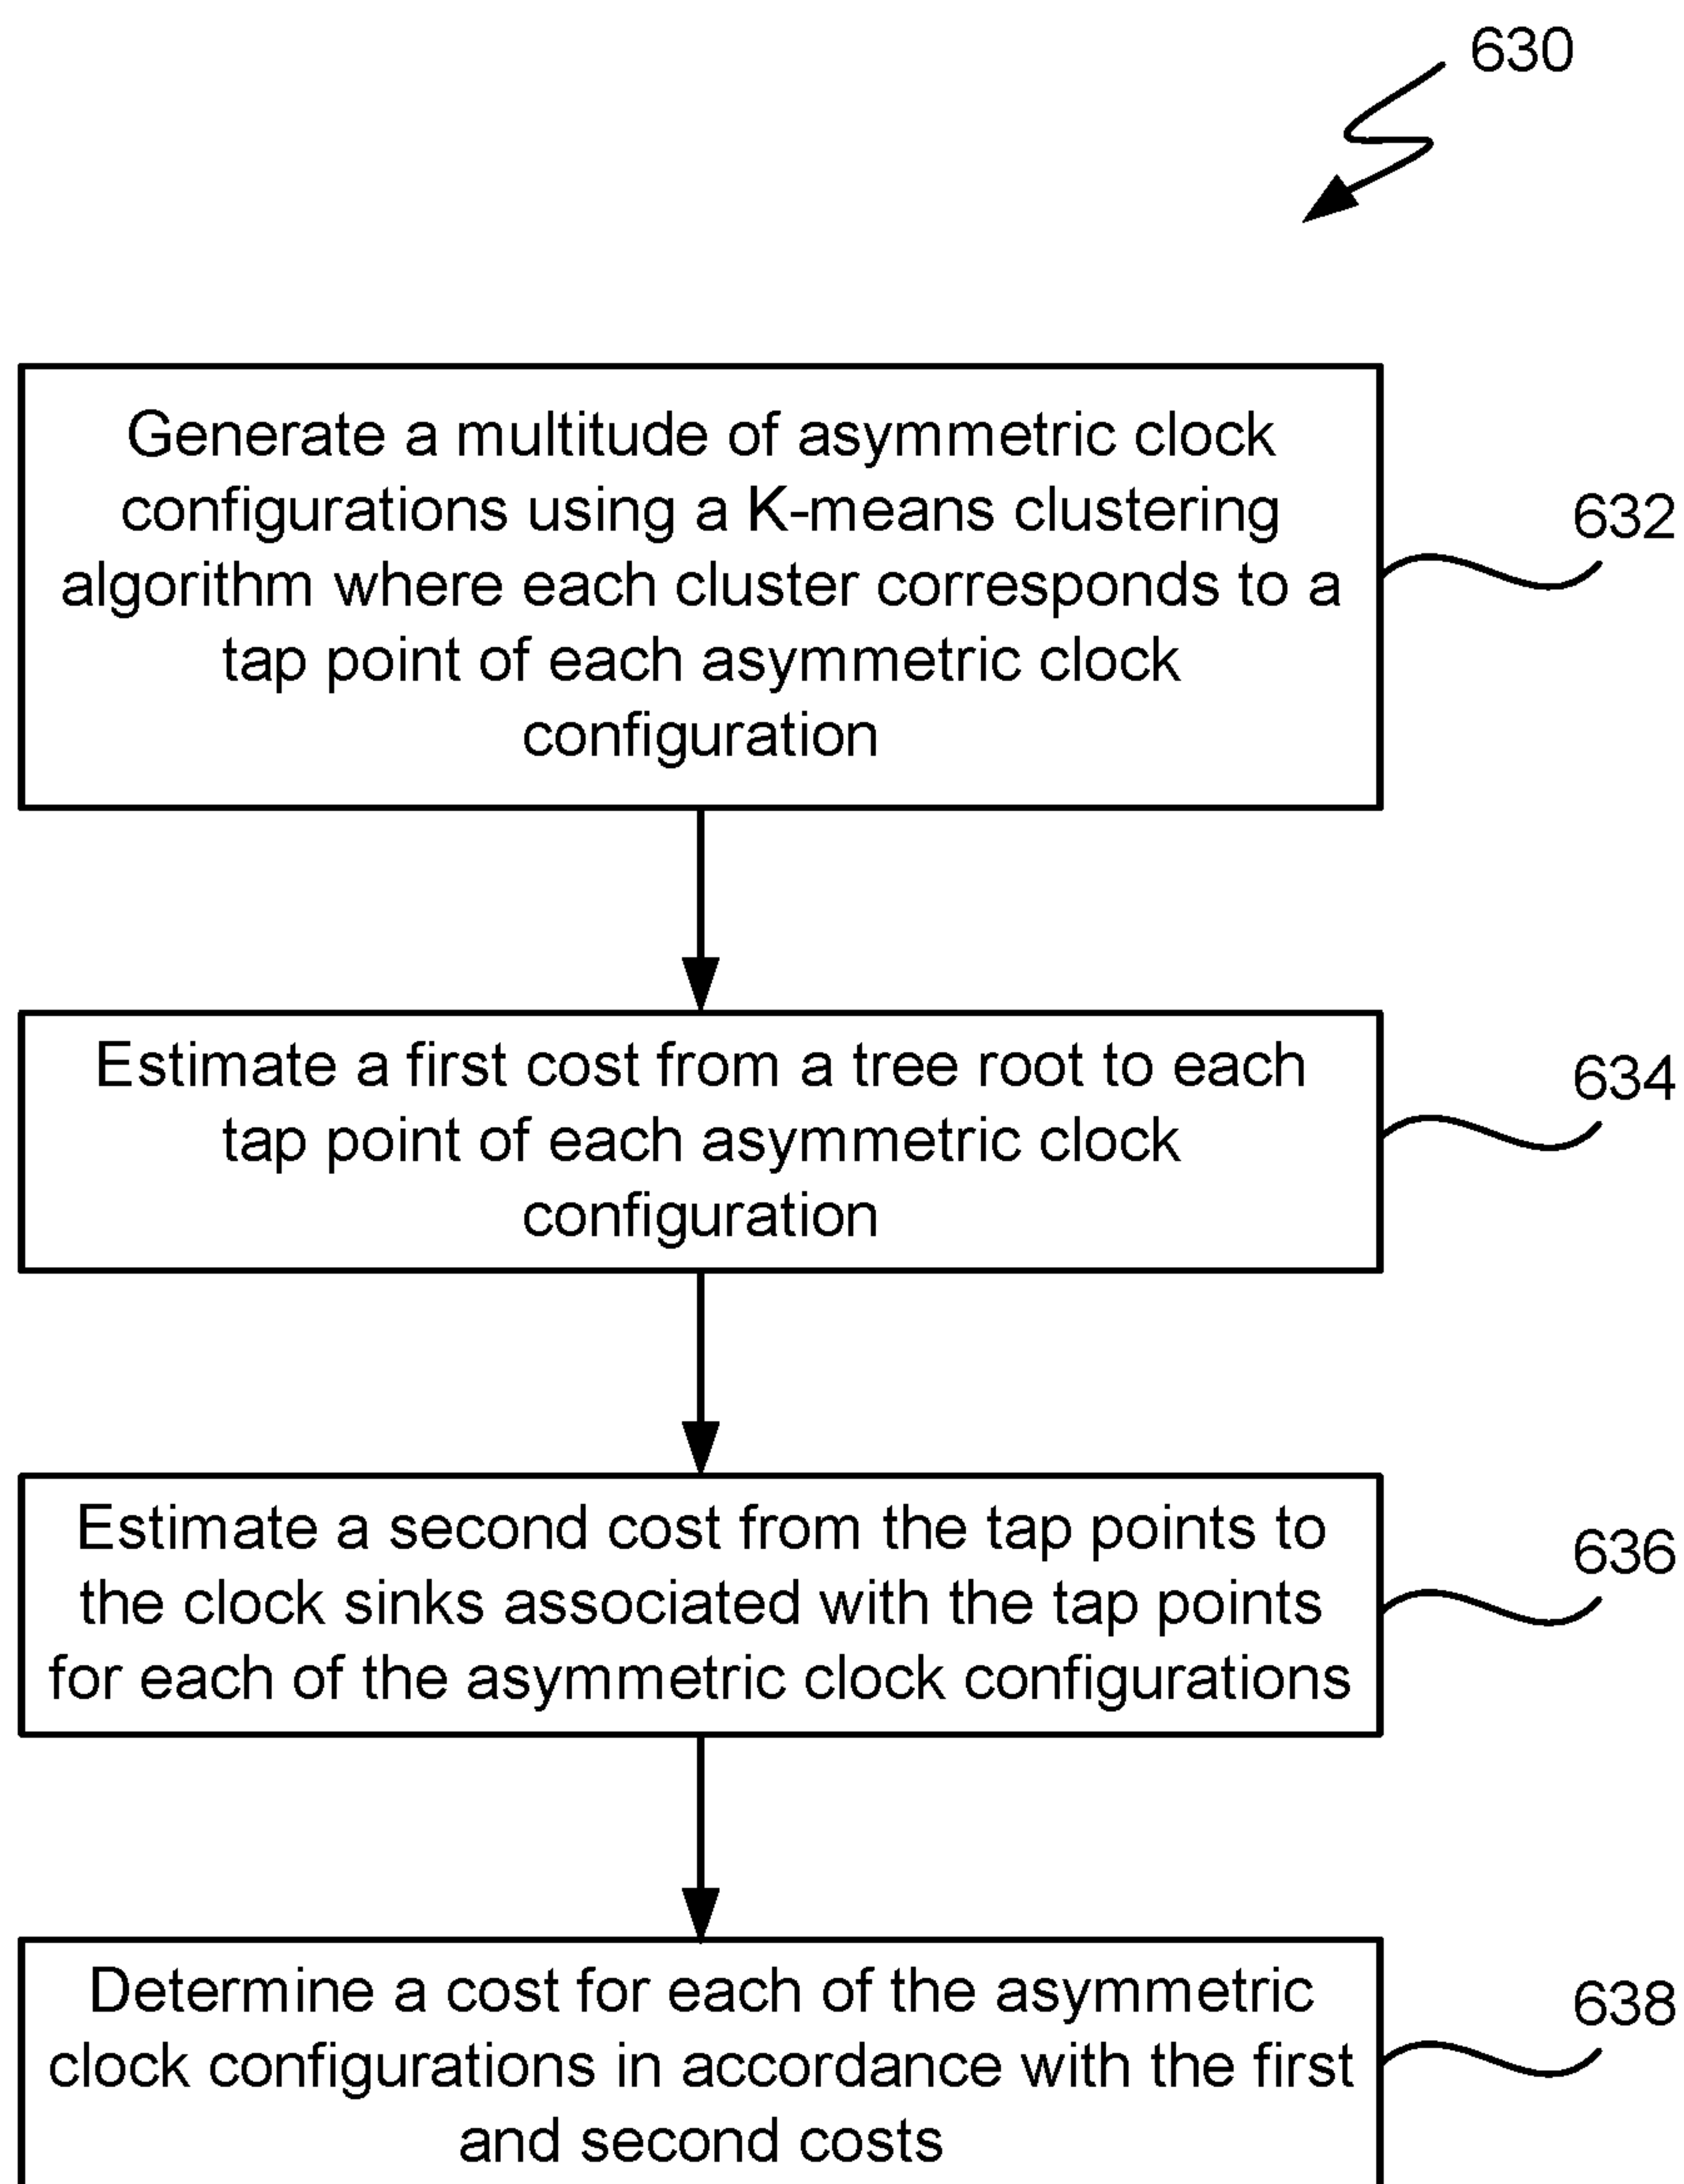 630
Generate a multitude of asymmetric clock
configurations using a K-means clustering
algorithm where each cluster corresponds to a
tap point of each asymmetric clock
configuration
632
Estimate a first cost from a tree root to each
tap point of each asymmetric clock
configuration
634
Estimate a second cost from the tap points to
the clock sinks associated with the tap points
for each of the asymmetric clock configurations
636
Determine a cost for each of the asymmetric
clock configurations in accordance with the first
and second costs
638